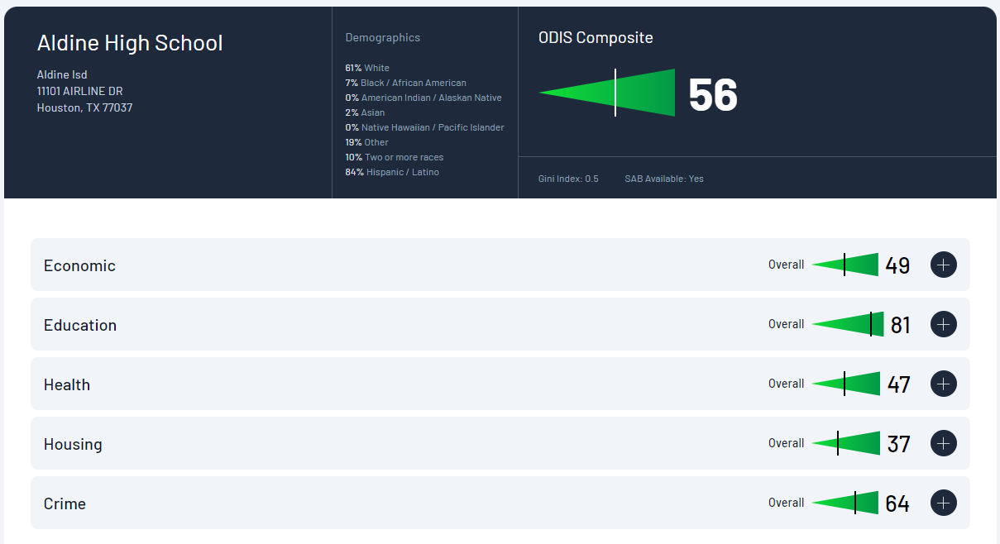 Aldine High School
Aldine Isd
11101 AIRLINE DR
Houston, TX 77037
Demographics
61% White
7% Black / African American
0% American Indian / Alaskan Native
2% Asian
0% Native Hawaiian / Pacific Islander
19% Other
10% Two or more races
84% Hispanic / Latino
ODIS Composite
56
Gini Index: 0.5 SAB Available: Yes
Economic Overall 49
Education Overall 81
Health Overall 47
Housing Overall 37
Crime Overall 64